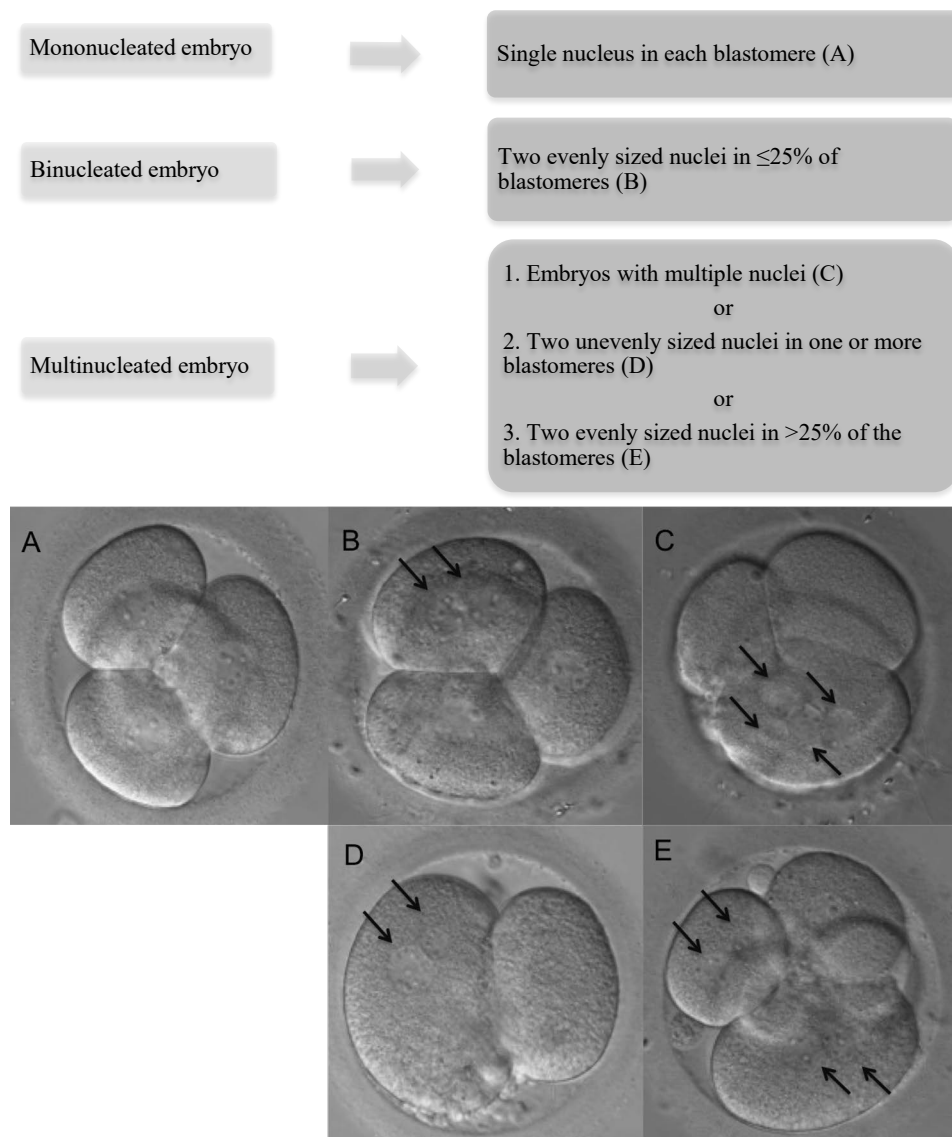 Mononucleated embryo
Single nucleus in each blastomere (A)
Binucleated embryo
Two evenly sized nuclei in ≤25% of
blastomeres (B)
Multinucleated embryo
1. Embryos with multiple nuclei (C)
or
2. Two unevenly sized nuclei in one or more
blastomeres (D)
or
3. Two evenly sized nuclei in >25% of the
blastomeres (E)
A
B
C
D
E